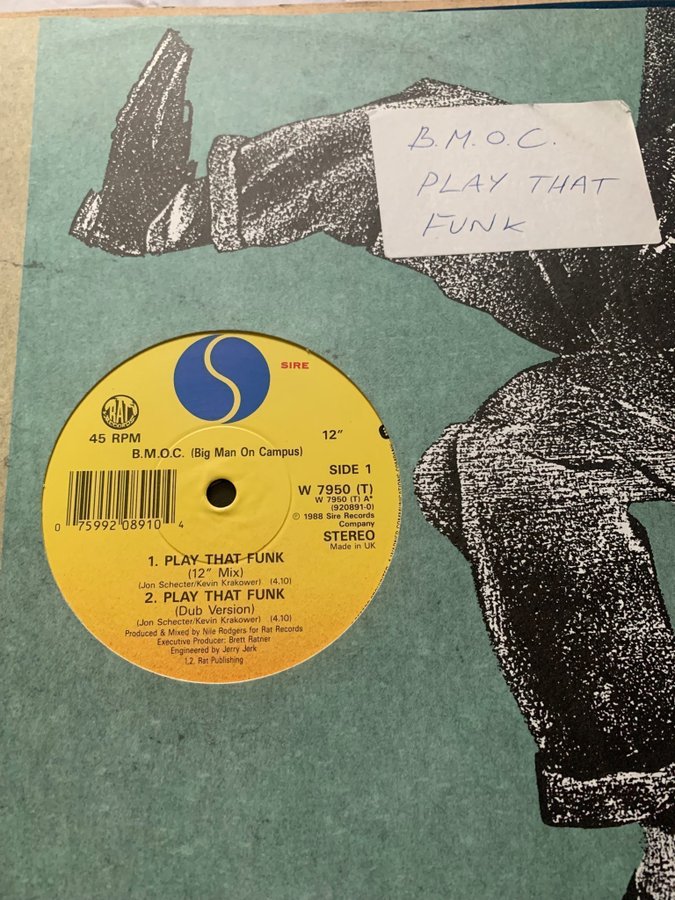 B.M.O.C.
PLAY THAT
FUNK
SIRE
RAT
45 RPM
12"
B.M.O.C. (Big Man On Campus)
SIDE 1
W 7950 (T)
W 7950 (T) A*
(920891-0)
℗ 1988 Sire Records
Company
STEREO
Made in UK
0 75992 08910 4
1. PLAY THAT FUNK
(12" Mix)
(Jon Schecter/Kevin Krakower) (4.10)
2. PLAY THAT FUNK
(Dub Version)
(Jon Schecter/Kevin Krakower) (4.10)
Produced & Mixed by Nile Rodgers for Rat Records
Executive Producer: Brett Ratner
Engineered by Jerry Jerk
1,2. Rat Publishing